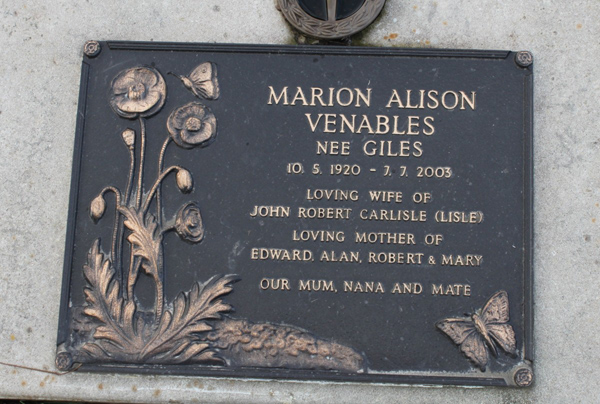 MARION ALISON
VENABLES
NEE GILES
10. 5. 1920 - 7. 7. 2003
LOVING WIFE OF
JOHN ROBERT CARLISLE (LISLE)
LOVING MOTHER OF
EDWARD, ALAN, ROBERT & MARY
OUR MUM, NANA AND MATE